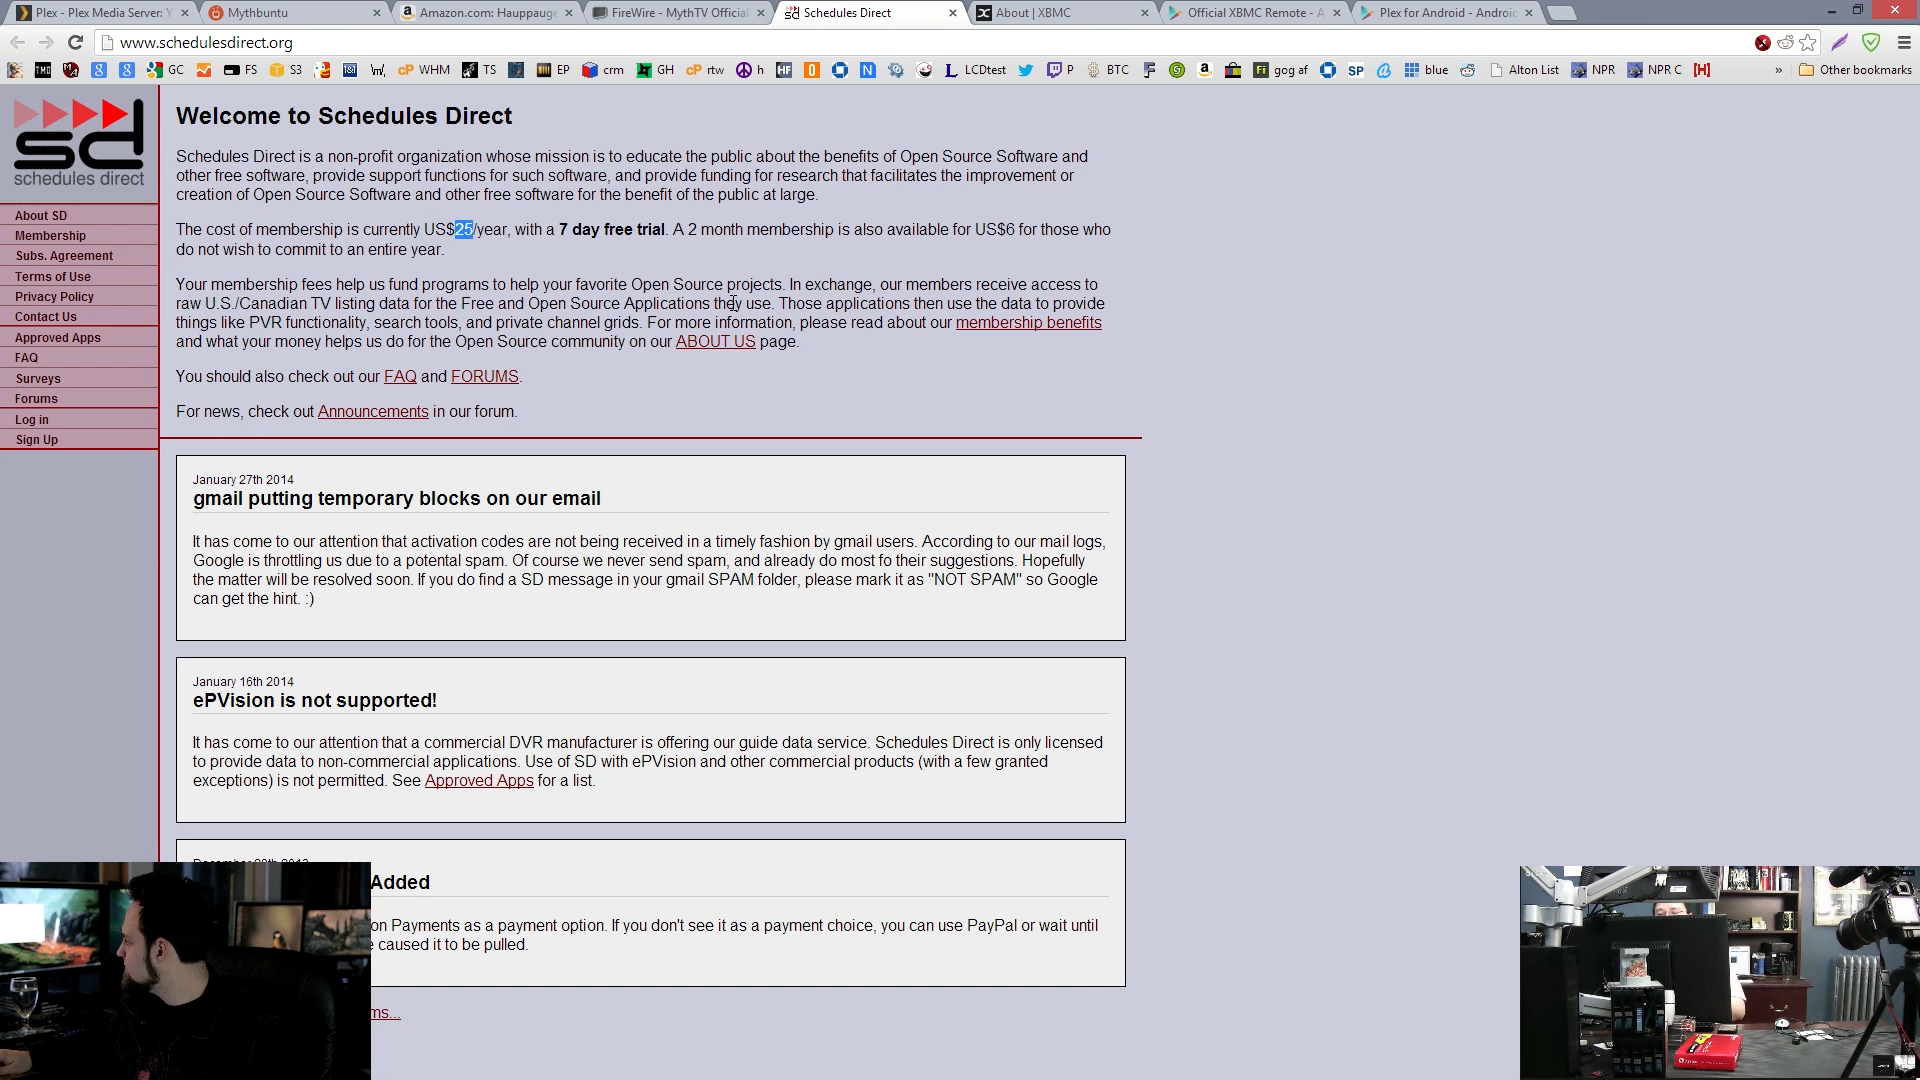 Plex - Plex Media Server: Y
Mythbuntu
Amazon.com: Hauppauge
FireWire - MythTV Official
Schedules Direct
About | XBMC
Official XBMC Remote - A
Plex for Android - Android
www.schedulesdirect.org
GC
FS
S3
WHM
TS
EP
crm
GH
rtw
h
LCDtest
P
BTC
gog af
blue
Alton List
NPR
NPR C
» Other bookmarks
sd
schedules direct
About SD
Membership
Subs. Agreement
Terms of Use
Privacy Policy
Contact Us
Approved Apps
FAQ
Surveys
Forums
Log in
Sign Up
Welcome to Schedules Direct
Schedules Direct is a non-profit organization whose mission is to educate the public about the benefits of Open Source Software and
other free software, provide support functions for such software, and provide funding for research that facilitates the improvement or
creation of Open Source Software and other free software for the benefit of the public at large.
The cost of membership is currently US$25/year, with a 7 day free trial. A 2 month membership is also available for US$6 for those who
do not wish to commit to an entire year.
Your membership fees help us fund programs to help your favorite Open Source projects. In exchange, our members receive access to
raw U.S./Canadian TV listing data for the Free and Open Source Applications they use. Those applications then use the data to provide
things like PVR functionality, search tools, and private channel grids. For more information, please read about our membership benefits
and what your money helps us do for the Open Source community on our ABOUT US page.
You should also check out our FAQ and FORUMS.
For news, check out Announcements in our forum.
January 27th 2014
gmail putting temporary blocks on our email
It has come to our attention that activation codes are not being received in a timely fashion by gmail users. According to our mail logs,
Google is throttling us due to a potental spam. Of course we never send spam, and already do most fo their suggestions. Hopefully
the matter will be resolved soon. If you do find a SD message in your gmail SPAM folder, please mark it as "NOT SPAM" so Google
can get the hint. :)
January 16th 2014
ePVision is not supported!
It has come to our attention that a commercial DVR manufacturer is offering our guide data service. Schedules Direct is only licensed
to provide data to non-commercial applications. Use of SD with ePVision and other commercial products (with a few granted
exceptions) is not permitted. See Approved Apps for a list.
Added
on Payments as a payment option. If you don't see it as a payment choice, you can use PayPal or wait until
caused it to be pulled.
ms...